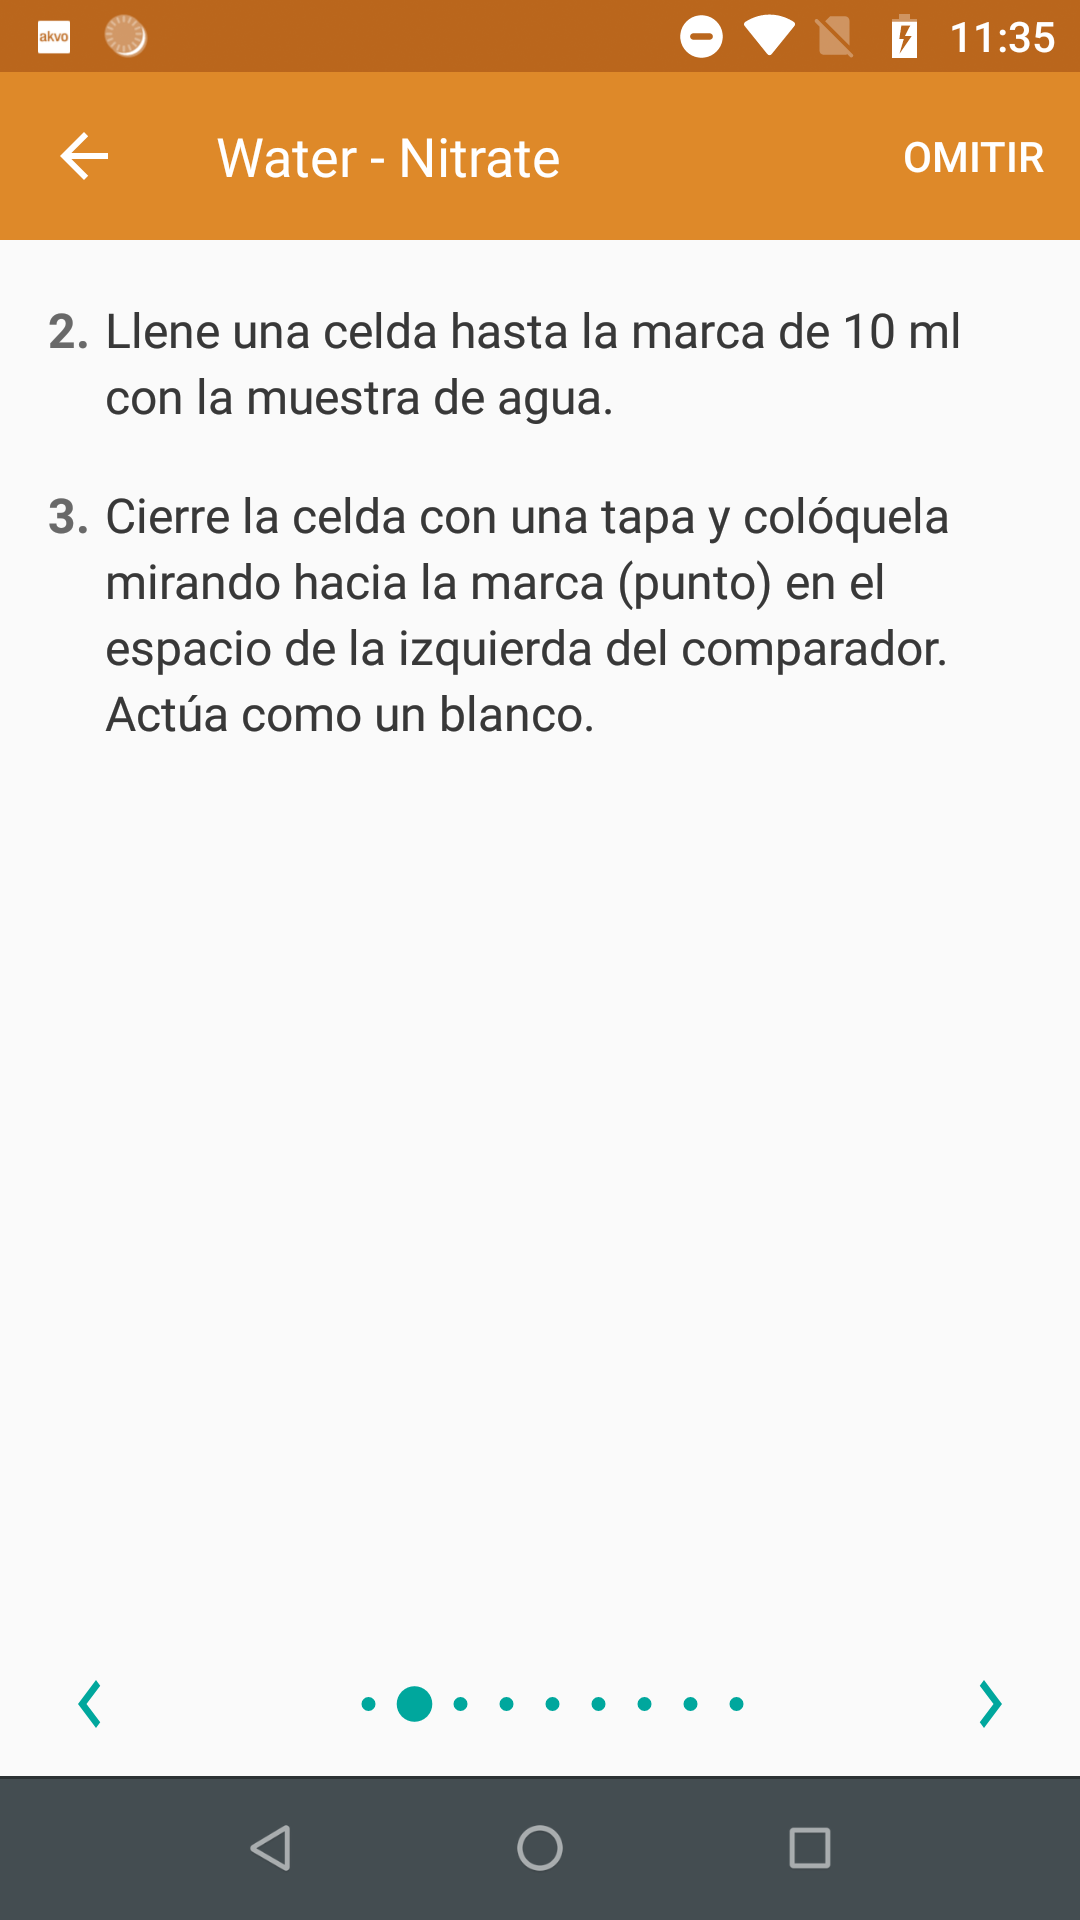 akvo
11:35
Water - Nitrate
OMITIR
2. Llene una celda hasta la marca de 10 ml
con la muestra de agua.
3. Cierre la celda con una tapa y colóquela
mirando hacia la marca (punto) en el
espacio de la izquierda del comparador.
Actúa como un blanco.